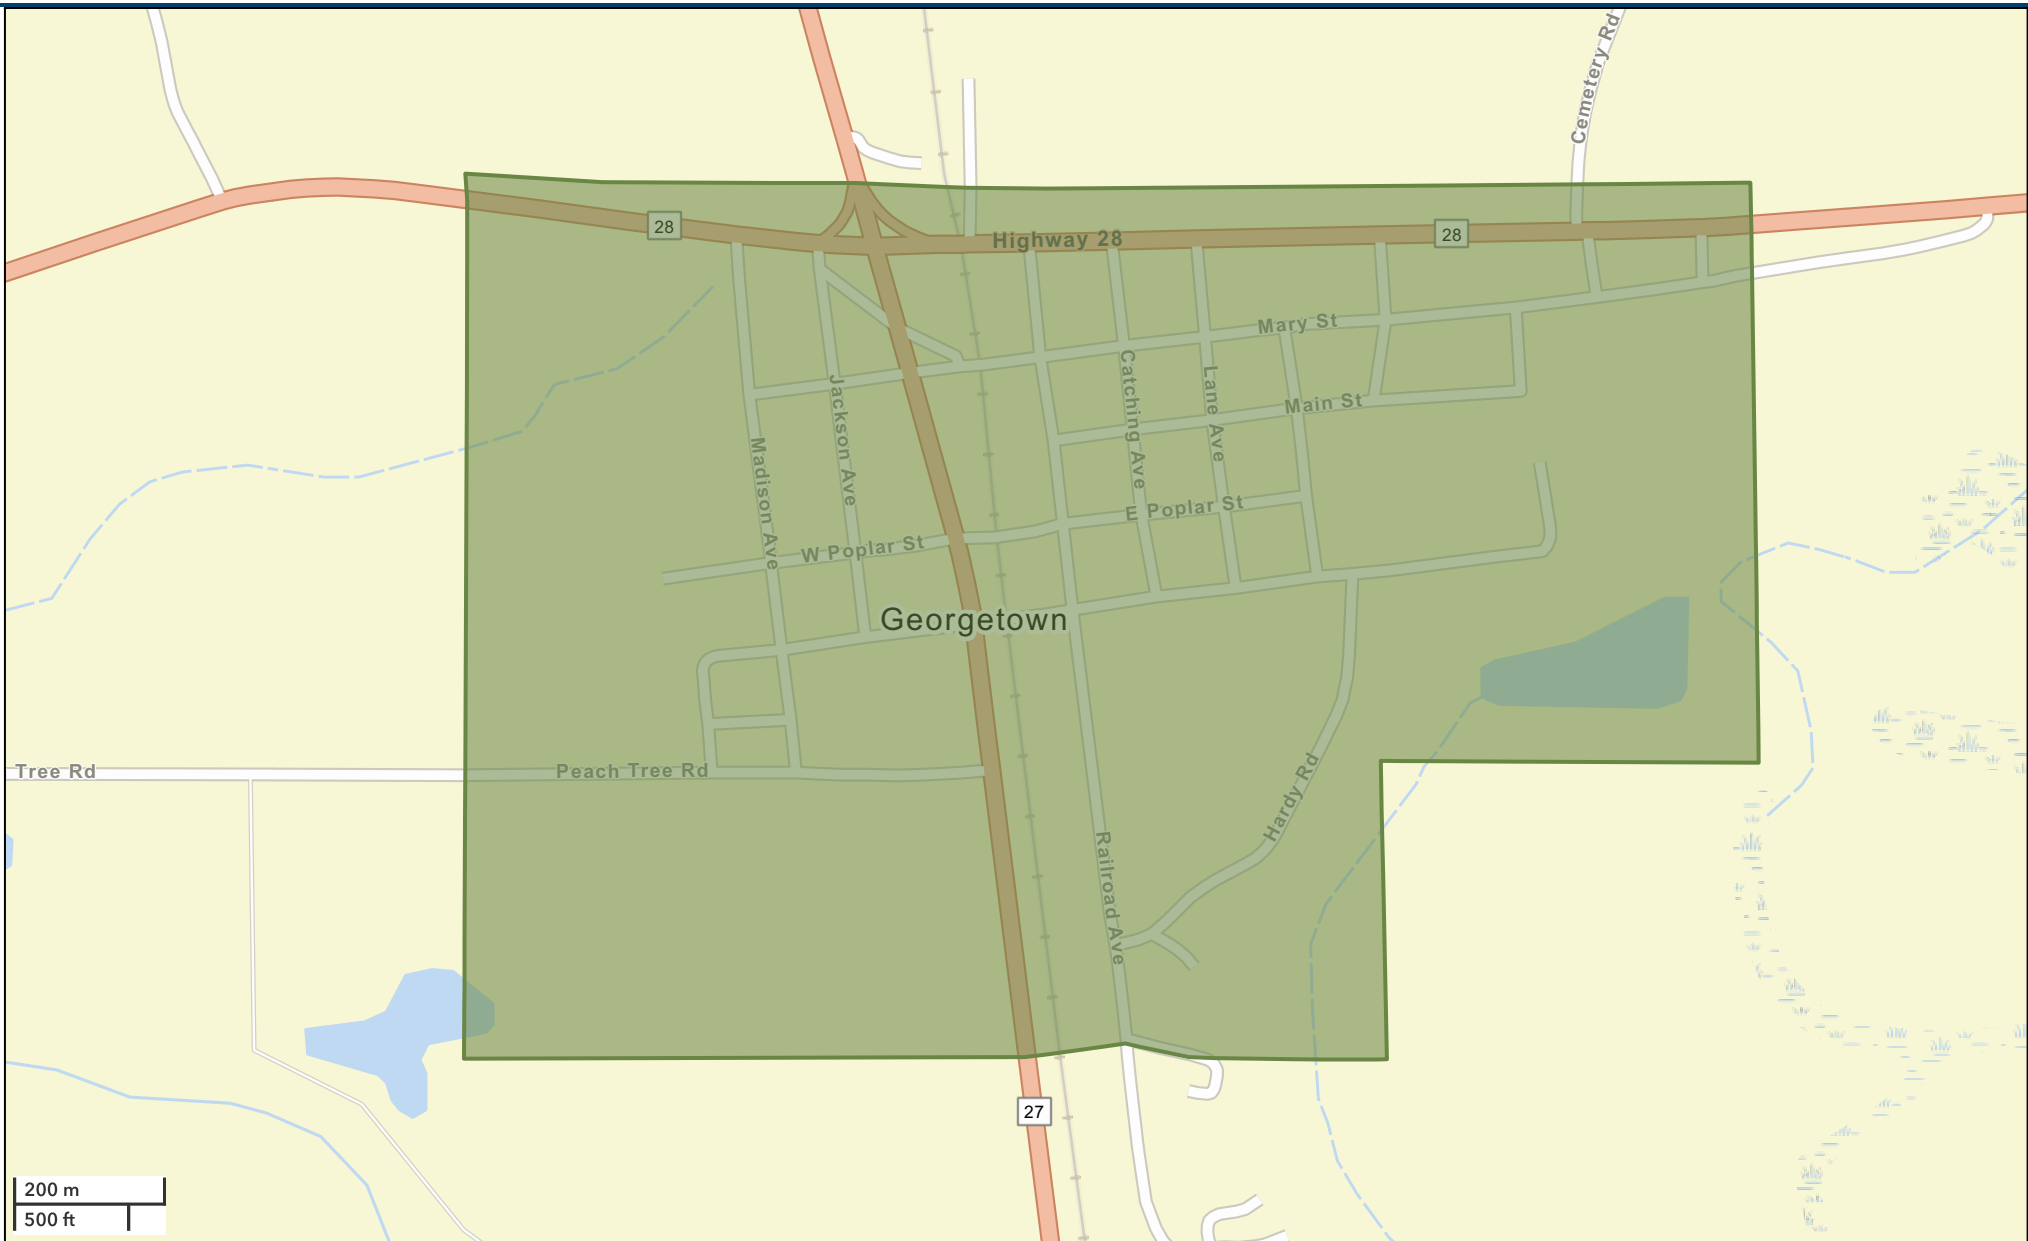 Cemetery Rd
28
Highway 28
28
Mary St
Catching Ave
Lane Ave
Jackson Ave
Main St
Madison Ave
E Poplar St
W Poplar St
Georgetown
Tree Rd
Peach Tree Rd
Hardy Rd
Railroad Ave
27
200 m
500 ft